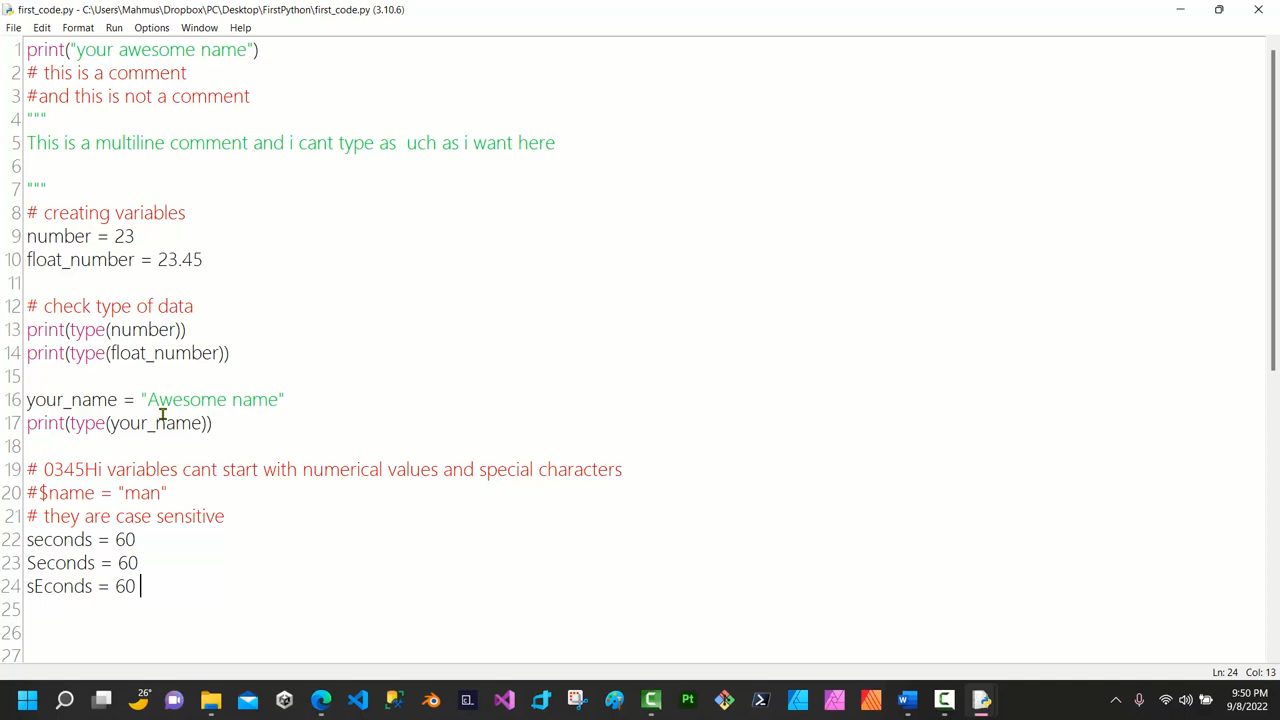 first_code.py - C:\Users\Mahmus\Dropbox\PC\Desktop\FirstPython\first_code.py (3.10.6)
File Edit Format Run Options Window Help
1 print("your awesome name")
2 # this is a comment
3 #and this is not a comment
4 """
5 This is a multiline comment and i cant type as  uch as i want here
6
7 """
8 # creating variables
9 number = 23
10 float_number = 23.45
11
12 # check type of data
13 print(type(number))
14 print(type(float_number))
15
16 your_name = "Awesome name"
17 print(type(your_name))
18
19 # 0345Hi variables cant start with numerical values and special characters
20 #$name = "man"
21 # they are case sensitive
22 seconds = 60
23 Seconds = 60
24 sEconds = 60
25
26
27
Ln: 24 Col: 13
26°
Pt
9:50 PM
9/8/2022